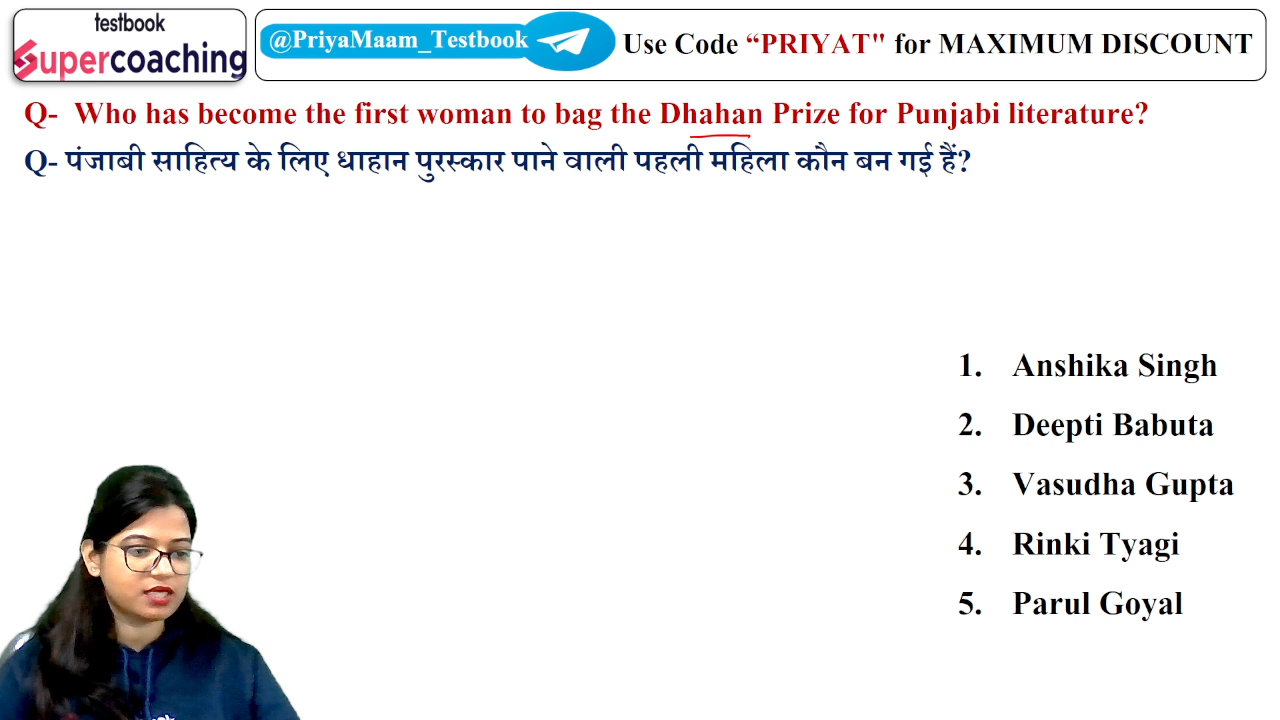 testbook
Supercoaching
@PriyaMaam_Testbook
Use Code “PRIYAT" for MAXIMUM DISCOUNT
Q- Who has become the first woman to bag the Dhahan Prize for Punjabi literature?
Q- पंजाबी साहित्य के लिए धाहान पुरस्कार पाने वाली पहली महिला कौन बन गई हैं?
1. Anshika Singh
2. Deepti Babuta
3. Vasudha Gupta
4. Rinki Tyagi
5. Parul Goyal